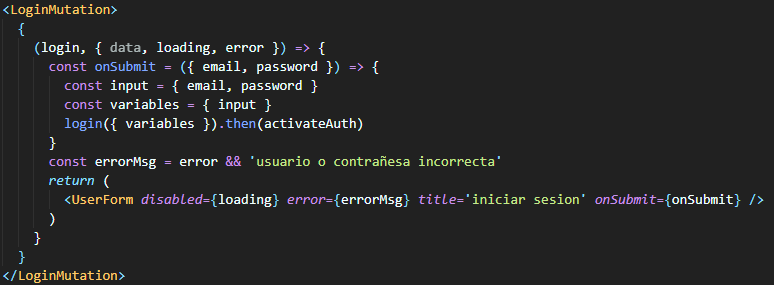 <LoginMutation>
{
(login, { data, loading, error }) => {
const onSubmit = ({ email, password }) => {
const input = { email, password }
const variables = { input }
login({ variables }).then(activateAuth)
}
const errorMsg = error && 'usuario o contrañesa incorrecta'
return (
<UserForm disabled={loading} error={errorMsg} title='iniciar sesion' onSubmit={onSubmit} />
)
}
}
</LoginMutation>